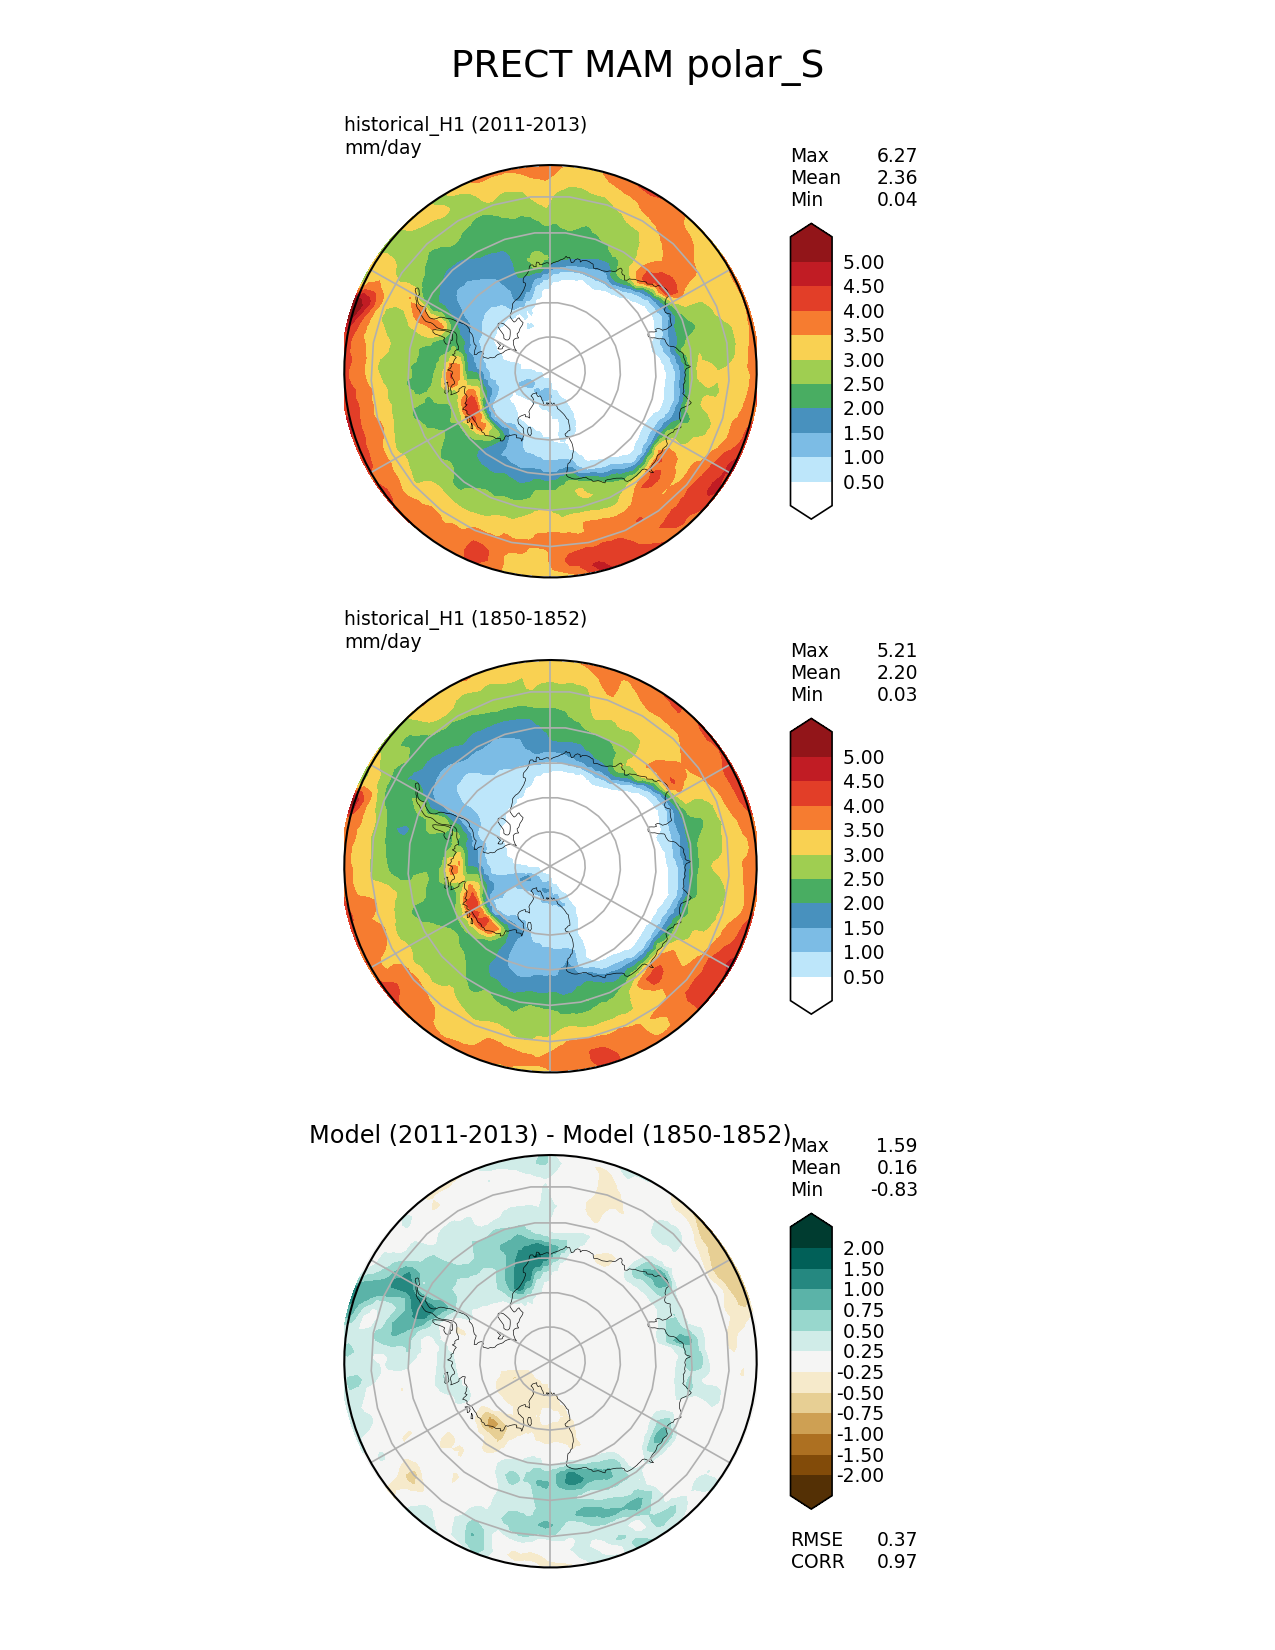 PRECT MAM polar_S
historical_H1 (2011-2013)
mm/day
Max 6.27
Mean 2.36
Min 0.04
5.00
4.50
4.00
3.50
3.00
2.50
2.00
1.50
1.00
0.50
historical_H1 (1850-1852)
mm/day
Max 5.21
Mean 2.20
Min 0.03
5.00
4.50
4.00
3.50
3.00
2.50
2.00
1.50
1.00
0.50
Model (2011-2013) - Model (1850-1852)
Max 1.59
Mean 0.16
Min -0.83
2.00
1.50
1.00
0.75
0.50
0.25
-0.25
-0.50
-0.75
-1.00
-1.50
-2.00
RMSE 0.37
CORR 0.97